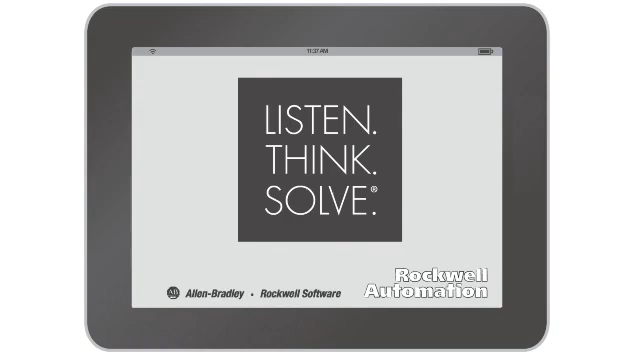 11:37 AM
LISTEN.
THINK.
SOLVE.®
Allen-Bradley • Rockwell Software
Rockwell
Automation